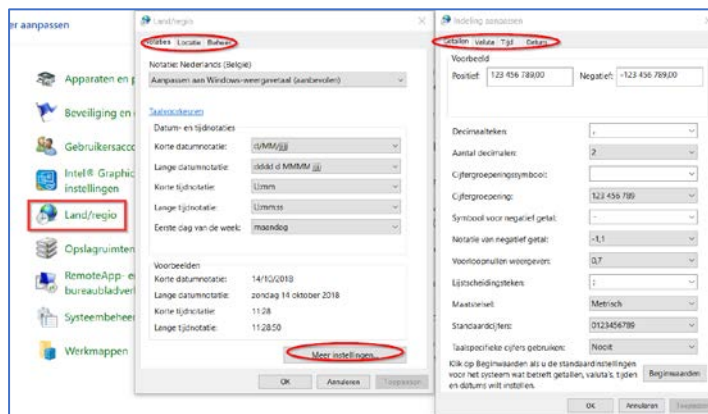 er aanpassen
Apparaten en p
Beveiliging en
Gebruikersacco
Intel® Graphic
instellingen
Land/regio
Opslagruimten
RemoteApp- en
bureaubladver
Systeembeheer
Werkmappen
Land/regio
Notaties Locatie Beheer
Notatie: Nederlands (België)
Aanpassen aan Windows-weergavetaal (aanbevolen)
Taalvoorkeuren
Datum- en tijdnotaties
Korte datumnotatie: d/MM/jjjj
Lange datumnotatie: dddd d MMMM jjjj
Korte tijdnotatie: U:mm
Lange tijdnotatie: U:mm:ss
Eerste dag van de week: maandag
Voorbeelden
Korte datumnotatie: 14/10/2018
Lange datumnotatie: zondag 14 oktober 2018
Korte tijdnotatie: 11:28
Lange tijdnotatie: 11:28:50
Meer instellingen...
OK Annuleren Toepassen
Indeling aanpassen
Getallen Valuta Tijd Datum
Voorbeeld
Positief: 123 456 789,00 Negatief: -123 456 789,00
Decimaalteken: ,
Aantal decimalen: 2
Cijfergroeperingssymbool:
Cijfergroepering: 123 456 789
Symbool voor negatief getal: -
Notatie van negatief getal: -1,1
Voorloopnullen weergeven: 0,7
Lijstscheidingsteken: ;
Maatstelsel: Metrisch
Standaardcijfers: 0123456789
Taalspecifieke cijfers gebruiken: Nooit
Klik op Beginwaarden als u de standaardinstellingen
voor het systeem wat betreft getallen, valuta's, tijden
en datums wilt instellen.
Beginwaarden
OK Annuleren Toepassen